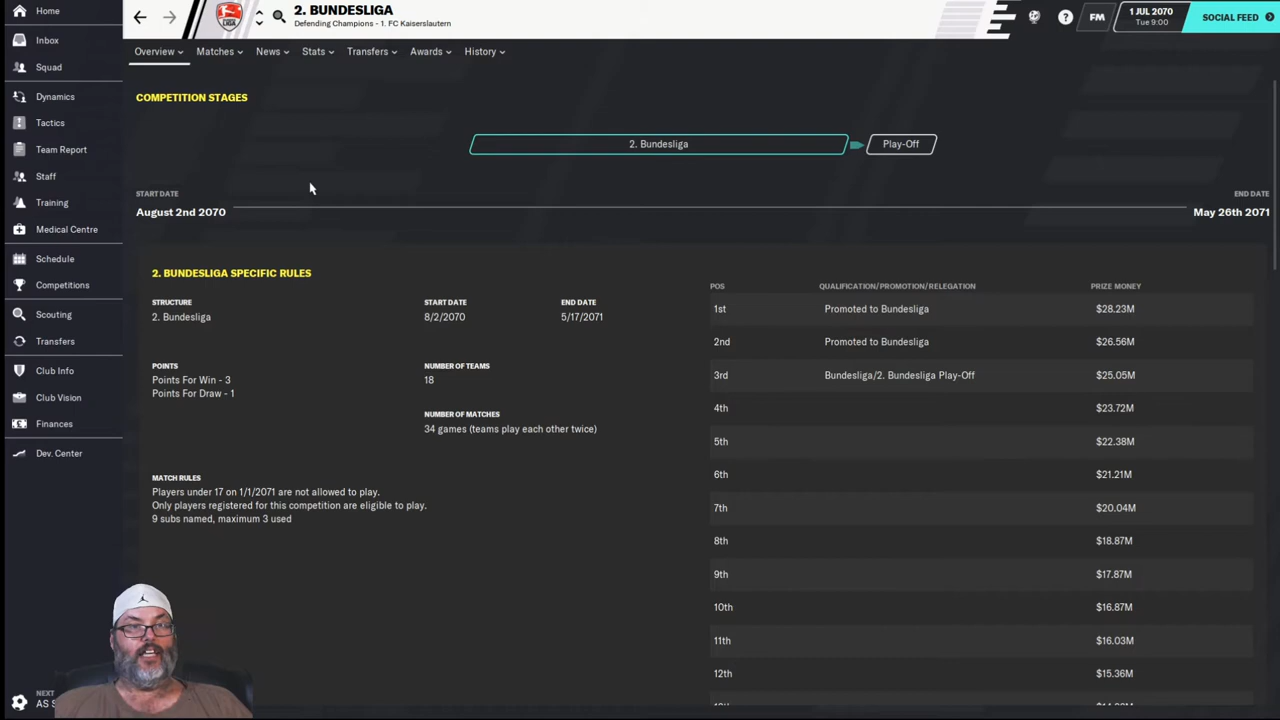 Home
Inbox
Squad
Dynamics
Tactics
Team Report
Staff
Training
Medical Centre
Schedule
Competitions
Scouting
Transfers
Club Info
Club Vision
Finances
Dev. Center
NEXT
AS S
2. BUNDESLIGA
Defending Champions - 1. FC Kaiserslautern
?
FM
1 JUL 2070
Tue 9:00
SOCIAL FEED
Overview Matches News Stats Transfers Awards History
COMPETITION STAGES
2. Bundesliga Play-Off
START DATE
August 2nd 2070
END DATE
May 26th 2071
2. BUNDESLIGA SPECIFIC RULES
STRUCTURE
2. Bundesliga
START DATE
8/2/2070
END DATE
5/17/2071
POINTS
Points For Win - 3
Points For Draw - 1
NUMBER OF TEAMS
18
NUMBER OF MATCHES
34 games (teams play each other twice)
MATCH RULES
Players under 17 on 1/1/2071 are not allowed to play.
Only players registered for this competition are eligible to play.
9 subs named, maximum 3 used
POS QUALIFICATION/PROMOTION/RELEGATION PRIZE MONEY
1st Promoted to Bundesliga $28.23M
2nd Promoted to Bundesliga $26.56M
3rd Bundesliga/2. Bundesliga Play-Off $25.05M
4th $23.72M
5th $22.38M
6th $21.21M
7th $20.04M
8th $18.87M
9th $17.87M
10th $16.87M
11th $16.03M
12th $15.36M